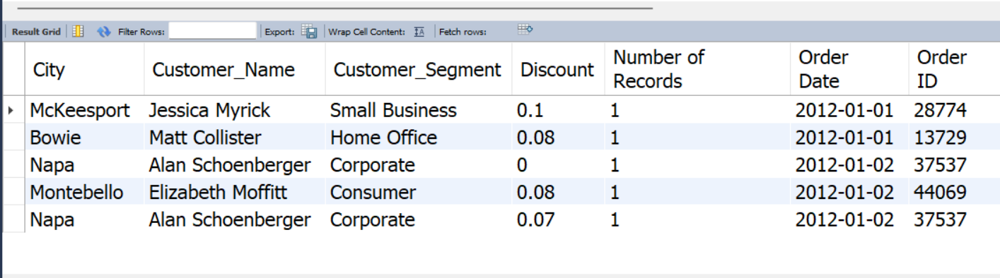 Result Grid Filter Rows: Export: Wrap Cell Content: IA Fetch rows:
City Customer_Name Customer_Segment Discount Number of Records Order Date Order ID
McKeesport Jessica Myrick Small Business 0.1 1 2012-01-01 28774
Bowie Matt Collister Home Office 0.08 1 2012-01-01 13729
Napa Alan Schoenberger Corporate 0 1 2012-01-02 37537
Montebello Elizabeth Moffitt Consumer 0.08 1 2012-01-02 44069
Napa Alan Schoenberger Corporate 0.07 1 2012-01-02 37537